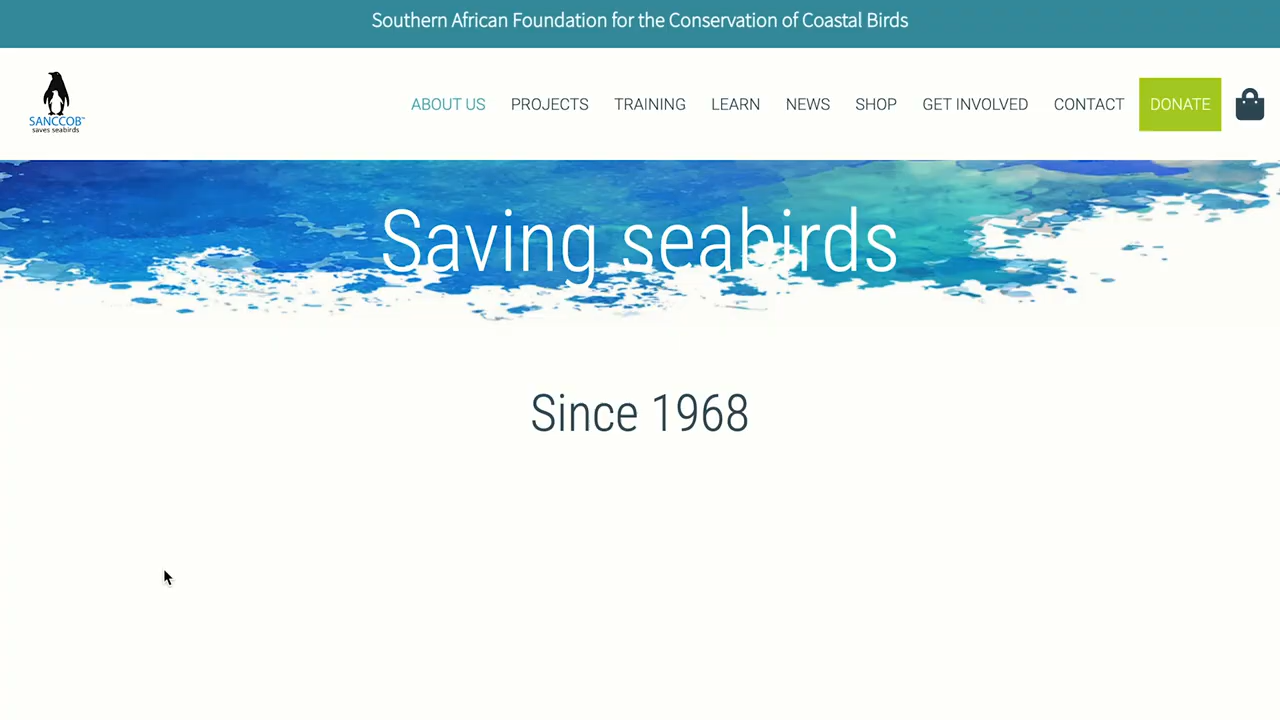 Southern African Foundation for the Conservation of Coastal Birds
SANCCOB™
saves seabirds
ABOUT US PROJECTS TRAINING LEARN NEWS SHOP GET INVOLVED CONTACT DONATE
Saving seabirds
Since 1968